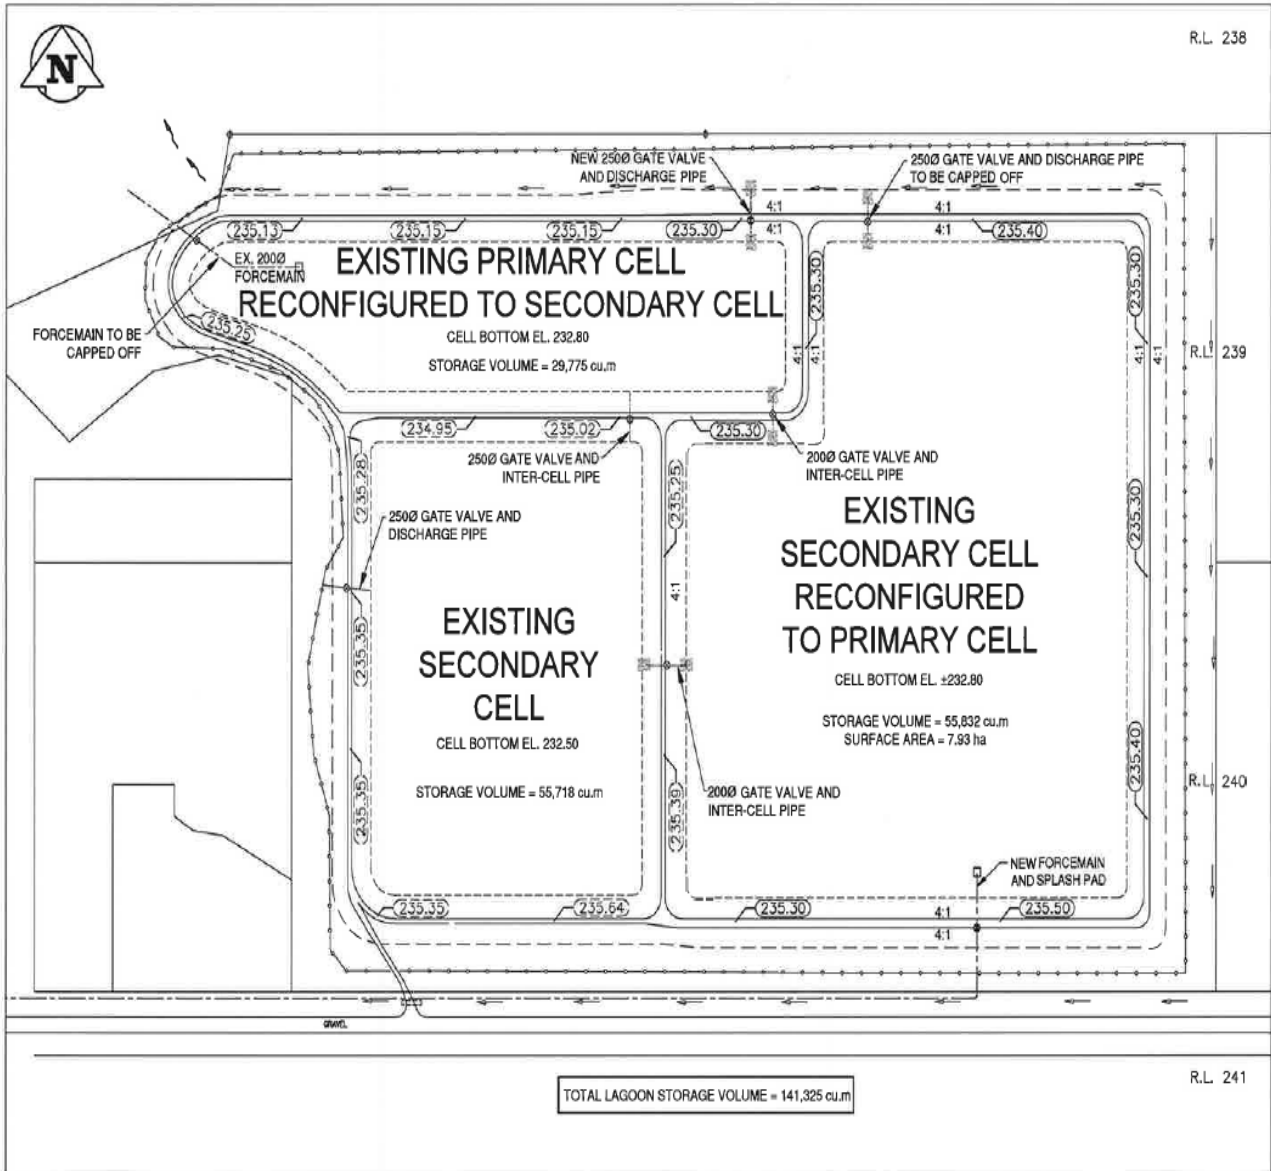 R.L. 238
N
NEW 250Ø GATE VALVE
AND DISCHARGE PIPE
250Ø GATE VALVE AND DISCHARGE PIPE
TO BE CAPPED OFF
4:1
4:1
235.13
235.15
235.15
235.30
4:1
4:1
235.40
EX. 200Ø
FORCEMAIN
EXISTING PRIMARY CELL
RECONFIGURED TO SECONDARY CELL
CELL BOTTOM EL. 232.80
STORAGE VOLUME = 29,775 cu.m
235.30
235.30
235.25
FORCEMAIN TO BE
CAPPED OFF
4:1
4:1
4:1
4:1
R.L. 239
234.95
235.02
235.30
250Ø GATE VALVE AND
INTER-CELL PIPE
200Ø GATE VALVE AND
INTER-CELL PIPE
235.28
235.25
235.30
250Ø GATE VALVE AND
DISCHARGE PIPE
EXISTING
SECONDARY CELL
RECONFIGURED
TO PRIMARY CELL
CELL BOTTOM EL. ±232.80
STORAGE VOLUME = 55,832 cu.m
SURFACE AREA = 7.93 ha
4:1
235.35
EXISTING
SECONDARY
CELL
CELL BOTTOM EL. 232.50
STORAGE VOLUME = 55,718 cu.m
235.40
R.L. 240
235.35
235.39
200Ø GATE VALVE AND
INTER-CELL PIPE
NEW FORCEMAIN
AND SPLASH PAD
235.35
235.64
235.30
4:1
4:1
235.50
GRAVEL
R.L. 241
TOTAL LAGOON STORAGE VOLUME = 141,325 cu.m